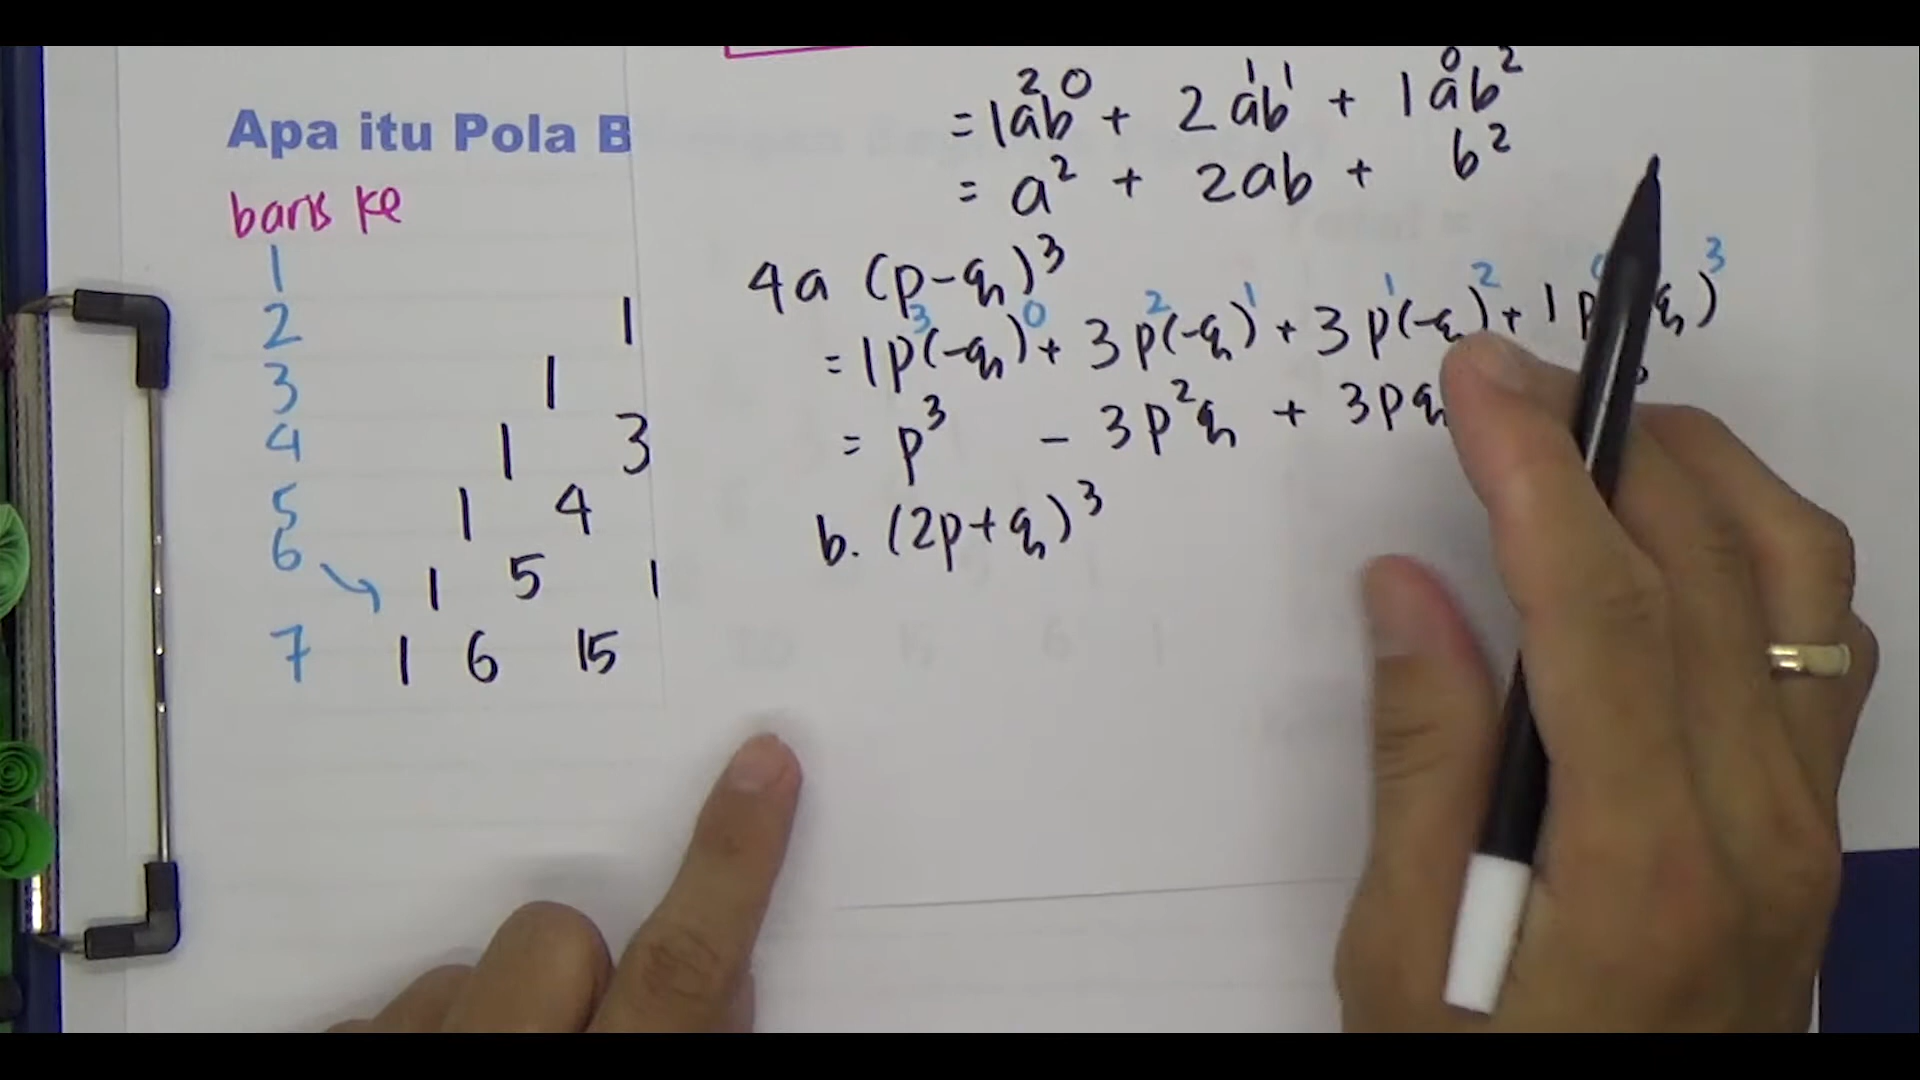 Apa itu Pola B
baris ke
1
2 1
3 1
4 1 3
5 1 4
6 1 5 1
7 1 6 15
= 1a²b⁰ + 2a¹b¹ + 1a⁰b²
= a² + 2ab + b²
4a (p-q)³
= 1p³(-q)⁰ + 3p²(-q)¹ + 3p¹(-q)² + 1p q)³
= p³ - 3p²q + 3pq
b. (2p+q)³